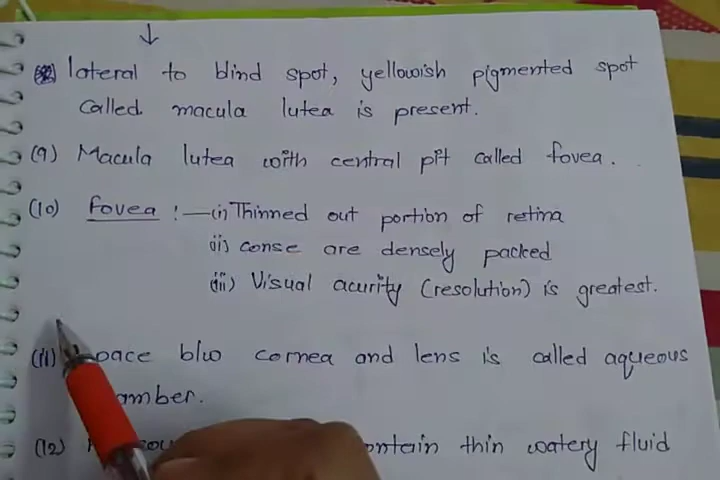 lateral to blind spot, yellowish pigmented spot
called macula lutea is present.
(9) Macula lutea with central pit called fovea.
(10) fovea :— (i) Thinned out portion of retina
(ii) conse are densely packed
(iii) Visual acurity (resolution) is greatest.
(11) pace b/w cornea and lens is called aqueous
amber.
(12) ontain thin watery fluid